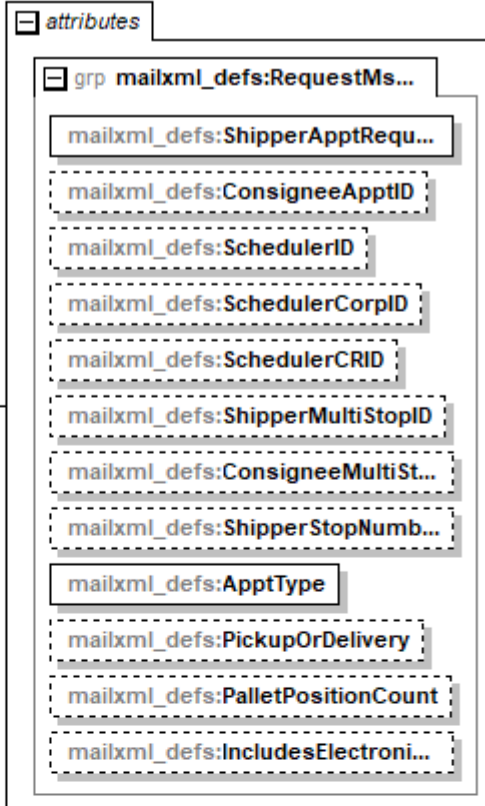 attributes
grp mailxml_defs:RequestMs...
mailxml_defs:ShipperApptRequ...
mailxml_defs:ConsigneeApptID
mailxml_defs:SchedulerID
mailxml_defs:SchedulerCorpID
mailxml_defs:SchedulerCRID
mailxml_defs:ShipperMultiStopID
mailxml_defs:ConsigneeMultiSt...
mailxml_defs:ShipperStopNumb...
mailxml_defs:ApptType
mailxml_defs:PickupOrDelivery
mailxml_defs:PalletPositionCount
mailxml_defs:IncludesElectroni...